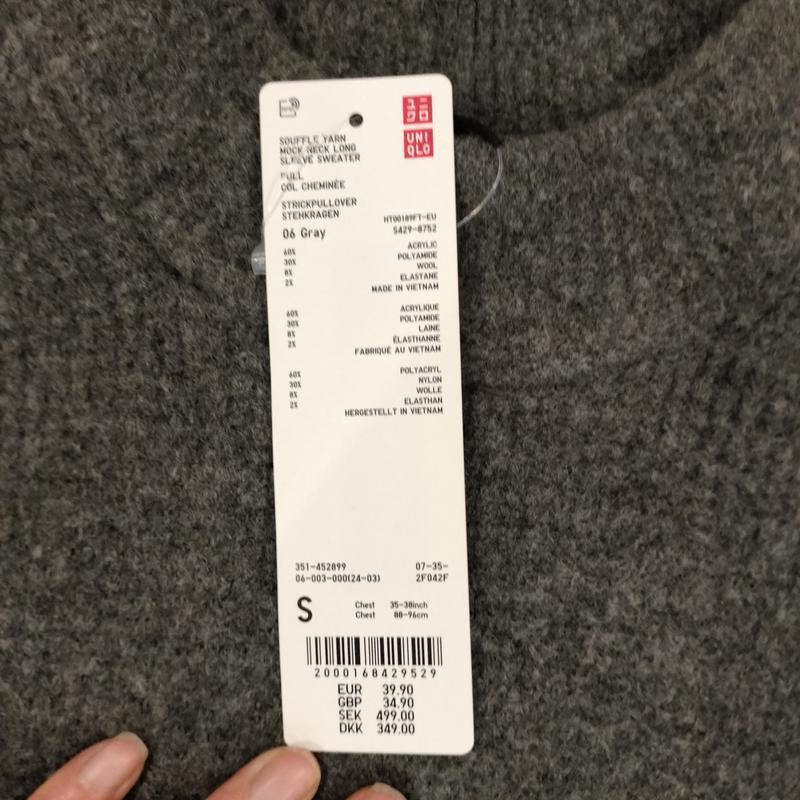 ユニ
クロ
UNI
QLO
SOUFFLE YARN
MOCK NECK LONG
SLEEVE SWEATER
PULL
COL CHEMINÉE
STRICKPULLOVER
STEHKRAGEN
HT00189FT-EU
06 Gray S429-8752
60% ACRYLIC
30% POLYAMIDE
8% WOOL
2% ELASTANE
MADE IN VIETNAM
60% ACRYLIQUE
30% POLYAMIDE
8% LAINE
2% ÉLASTHANNE
FABRIQUÉ AU VIETNAM
60% POLYACRYL
30% NYLON
8% WOLLE
2% ELASTHAN
HERGESTELLT IN VIETNAM
351-452899 07-35-
06-003-000(24-03) 2F042F
S Chest 35-38inch
Chest 88-96cm
2000168429529
EUR 39.90
GBP 34.90
SEK 499.00
DKK 349.00